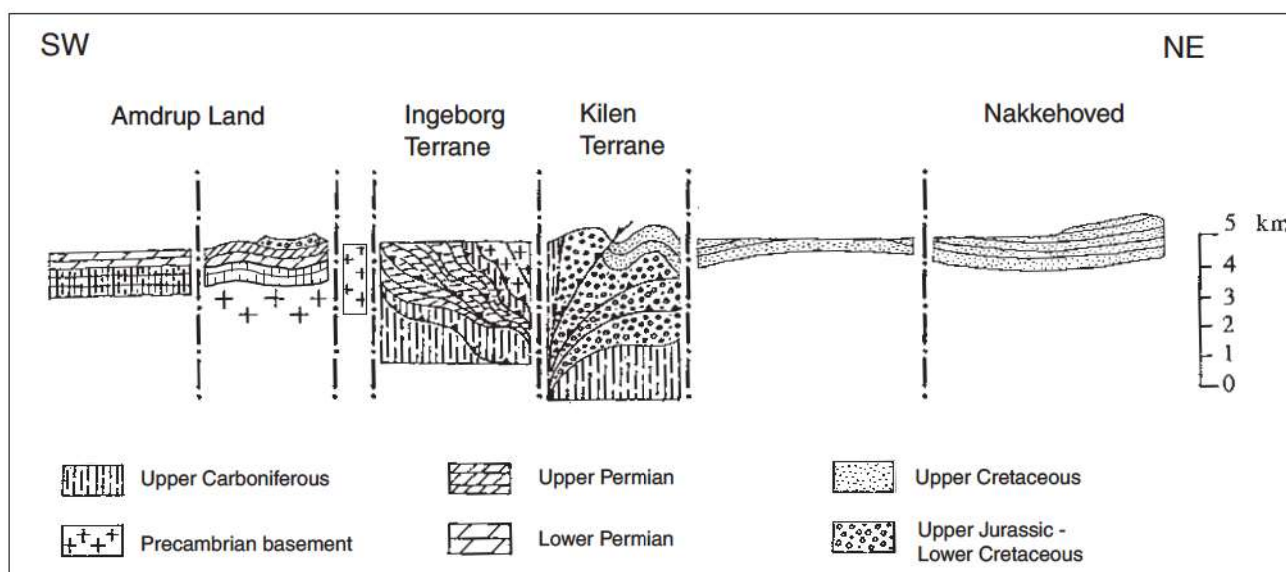 SW
NE
Amdrup Land
Ingeborg
Terrane
Kilen
Terrane
Nakkehoved
5 km
4
3
2
1
0
Upper Carboniferous
Upper Permian
Upper Cretaceous
Precambrian basement
Lower Permian
Upper Jurassic -
Lower Cretaceous